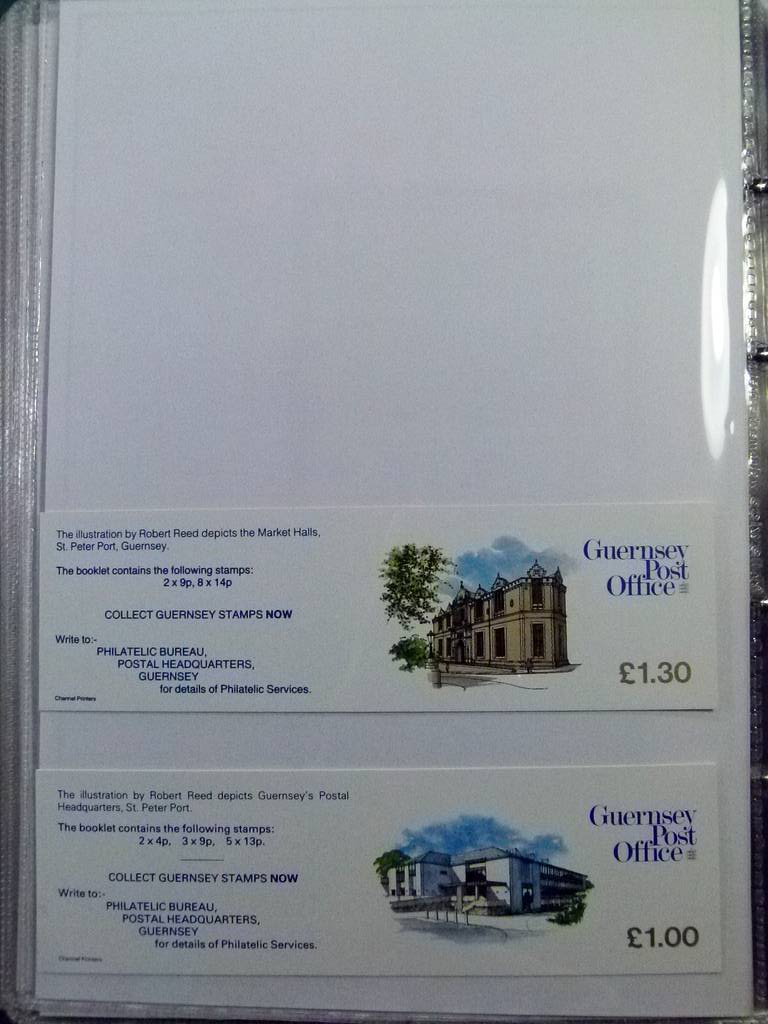 The illustration by Robert Reed depicts the Market Halls,
St. Peter Port, Guernsey.
The booklet contains the following stamps:
2 x 9p, 8 x 14p
COLLECT GUERNSEY STAMPS NOW
Write to:-
PHILATELIC BUREAU,
POSTAL HEADQUARTERS,
GUERNSEY
for details of Philatelic Services.
Channel Printers
Guernsey
Post
Office
£1.30
The illustration by Robert Reed depicts Guernsey's Postal
Headquarters, St. Peter Port.
The booklet contains the following stamps:
2 x 4p, 3 x 9p, 5 x 13p.
COLLECT GUERNSEY STAMPS NOW
Write to:-
PHILATELIC BUREAU,
POSTAL HEADQUARTERS,
GUERNSEY
for details of Philatelic Services.
Channel Printers
Guernsey
Post
Office
£1.00